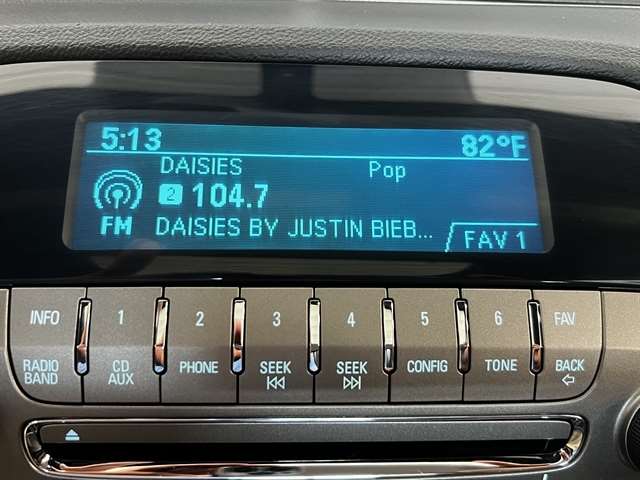 5:13 82°F
DAISIES Pop
2 104.7
FM DAISIES BY JUSTIN BIEB... FAV 1
INFO 1 2 3 4 5 6 FAV
RADIO BAND CD AUX PHONE SEEK SEEK CONFIG TONE BACK